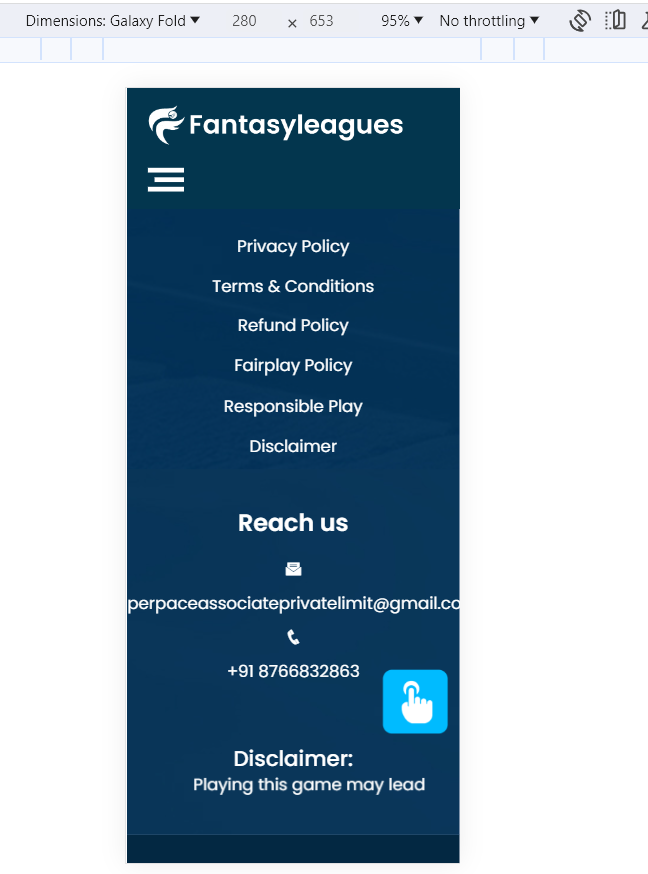 Dimensions: Galaxy Fold ▼ 280 × 653 95% ▼ No throttling ▼
Fantasyleagues
Privacy Policy
Terms & Conditions
Refund Policy
Fairplay Policy
Responsible Play
Disclaimer
Reach us
perpaceassociateprivatelimit@gmail.co
+91 8766832863
Disclaimer:
Playing this game may lead